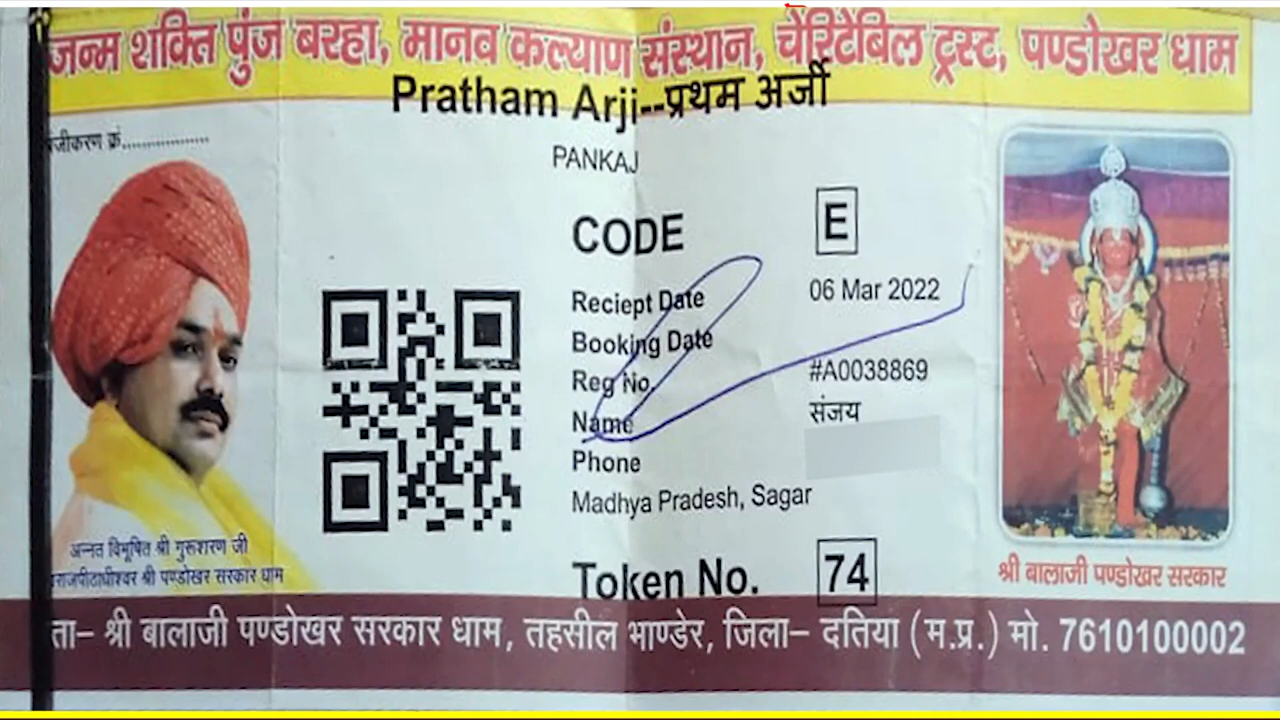 जन्म शक्ति पुंज बरहा, मानव कल्याण संस्थान, चेरिटेबिल ट्रस्ट, पण्डोखर धाम
Pratham Arji--प्रथम अर्जी
जीकरण क्रं..................
PANKAJ
CODE E
Reciept Date 06 Mar 2022
Booking Date
Reg No #A0038869
Name संजय
Phone
Madhya Pradesh, Sagar
Token No. 74
अन्नत विभूषित श्री गुरूशरण जी
राजपीठाधीश्वर श्री पण्डोखर सरकार धाम
श्री बालाजी पण्डोखर सरकार
ता– श्री बालाजी पण्डोखर सरकार धाम, तहसील भाण्डेर, जिला– दतिया (म.प्र.) मो. 7610100002